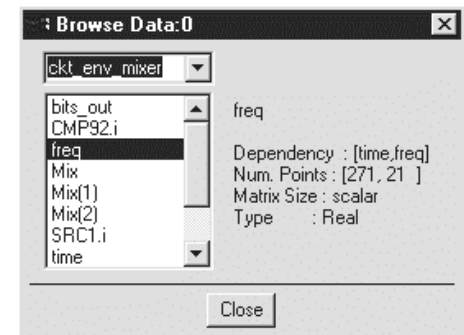 Browse Data:0
ckt_env_mixer
bits_out
CMP92.i
freq
Mix
Mix(1)
Mix(2)
SRC1.i
time
freq
Dependency : [time,freq]
Num. Points : [271, 21 ]
Matrix Size : scalar
Type : Real
Close